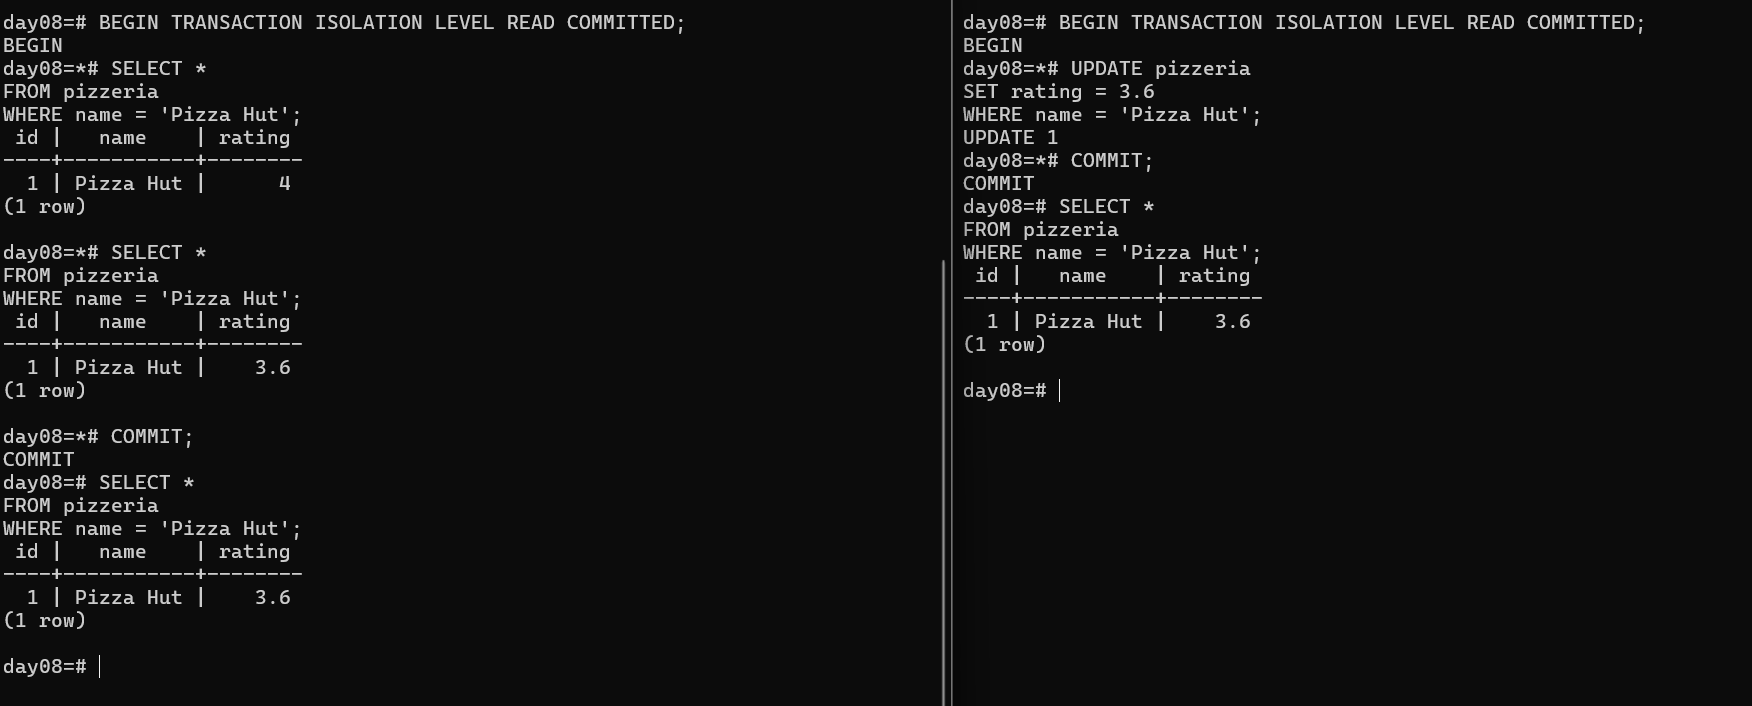 day08=# BEGIN TRANSACTION ISOLATION LEVEL READ COMMITTED;
BEGIN
day08=*# SELECT *
FROM pizzeria
WHERE name = 'Pizza Hut';
 id |   name    | rating
----+-----------+--------
  1 | Pizza Hut |      4
(1 row)

day08=*# SELECT *
FROM pizzeria
WHERE name = 'Pizza Hut';
 id |   name    | rating
----+-----------+--------
  1 | Pizza Hut |    3.6
(1 row)

day08=*# COMMIT;
COMMIT
day08=# SELECT *
FROM pizzeria
WHERE name = 'Pizza Hut';
 id |   name    | rating
----+-----------+--------
  1 | Pizza Hut |    3.6
(1 row)

day08=#
day08=# BEGIN TRANSACTION ISOLATION LEVEL READ COMMITTED;
BEGIN
day08=*# UPDATE pizzeria
SET rating = 3.6
WHERE name = 'Pizza Hut';
UPDATE 1
day08=*# COMMIT;
COMMIT
day08=# SELECT *
FROM pizzeria
WHERE name = 'Pizza Hut';
 id |   name    | rating
----+-----------+--------
  1 | Pizza Hut |    3.6
(1 row)

day08=#